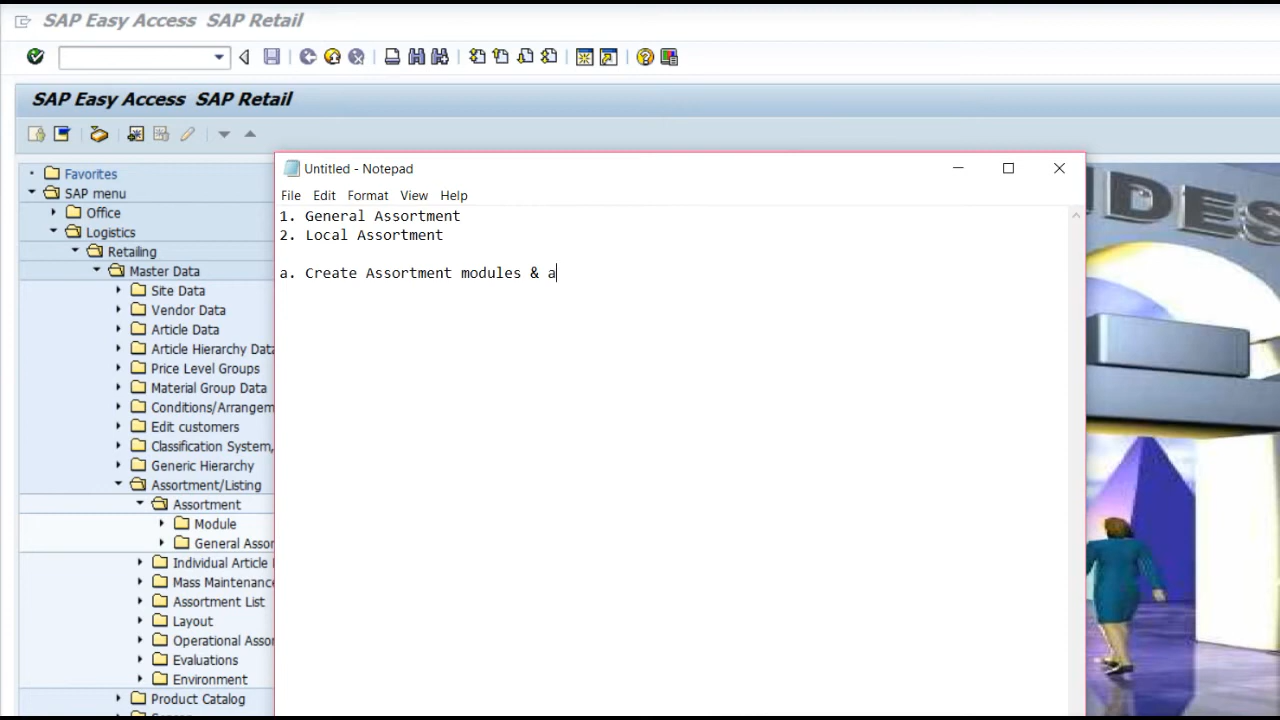 SAP Easy Access SAP Retail
SAP Easy Access SAP Retail
Favorites
SAP menu
Office
Logistics
Retailing
Master Data
Site Data
Vendor Data
Article Data
Article Hierarchy Data
Price Level Groups
Material Group Data
Conditions/Arrangem
Edit customers
Classification System,
Generic Hierarchy
Assortment/Listing
Assortment
Module
General Assor
Individual Article
Mass Maintenance
Assortment List
Layout
Operational Assor
Evaluations
Environment
Product Catalog
Untitled - Notepad
File Edit Format View Help
1. General Assortment
2. Local Assortment
a. Create Assortment modules & a
IDES